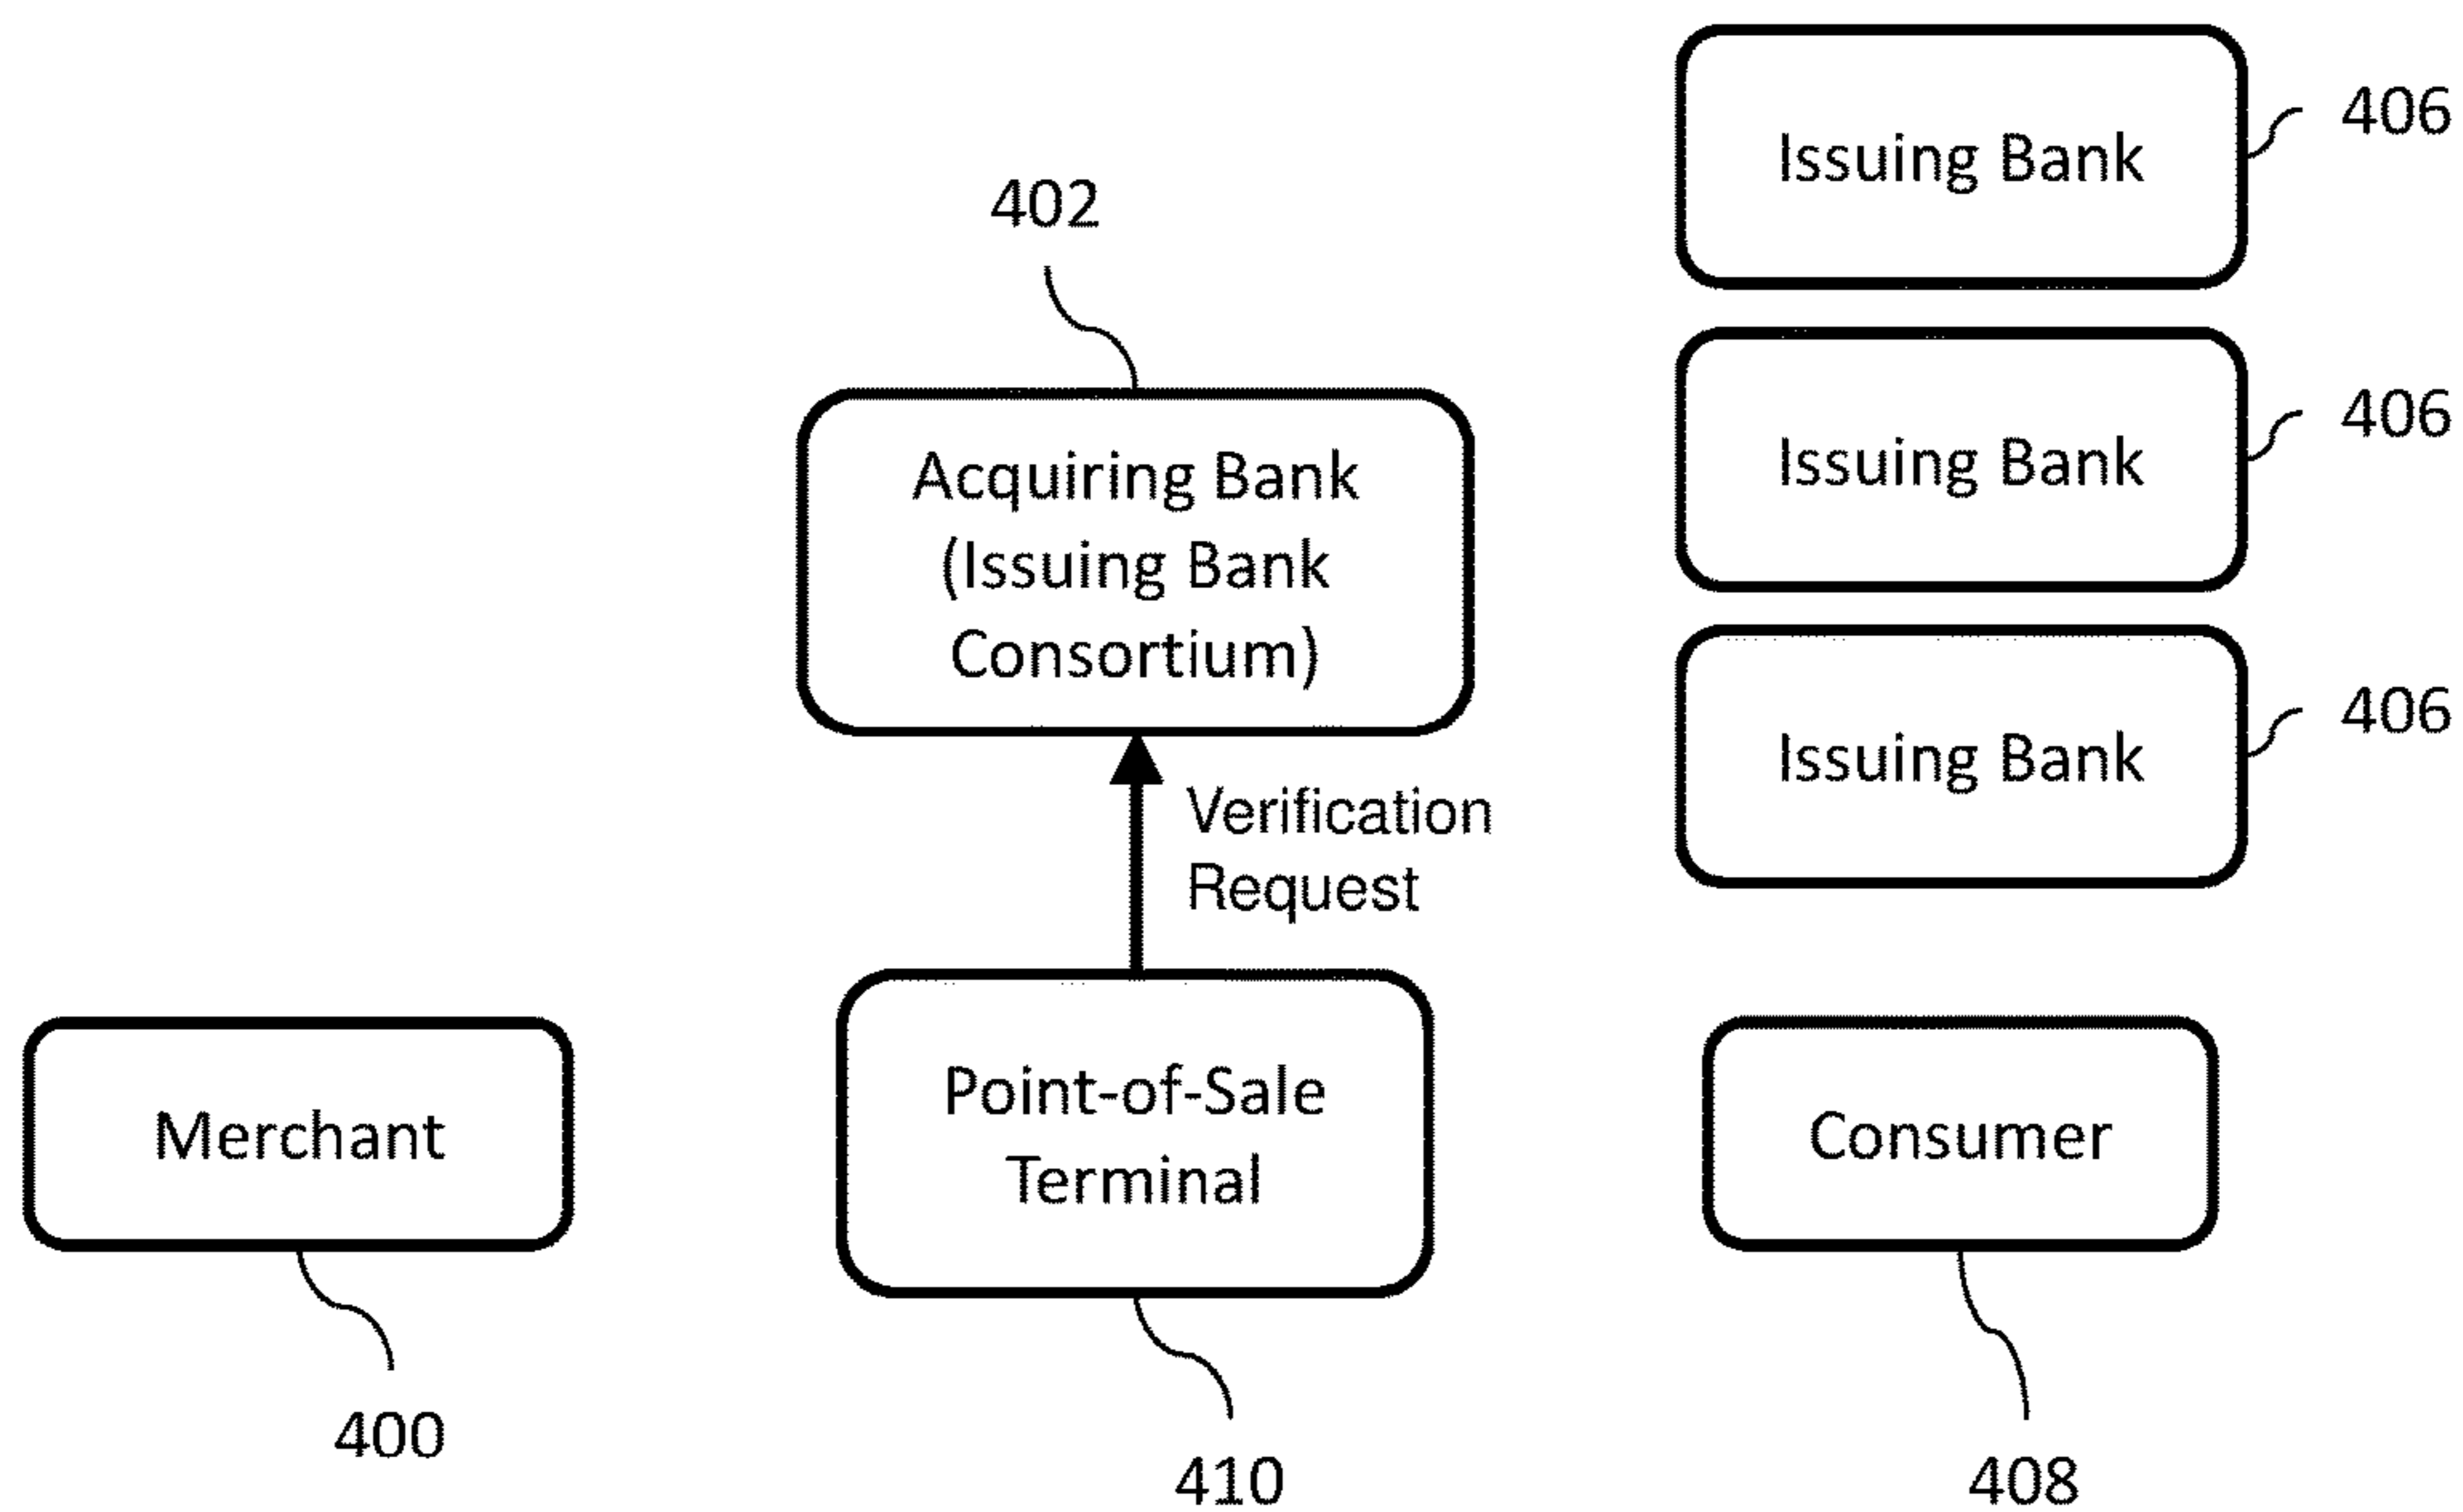 Issuing Bank
406
402
Issuing Bank
406
Acquiring Bank
(Issuing Bank
Consortium)
Issuing Bank
406
Verification
Request
Merchant
400
Point-of-Sale
Terminal
410
Consumer
408